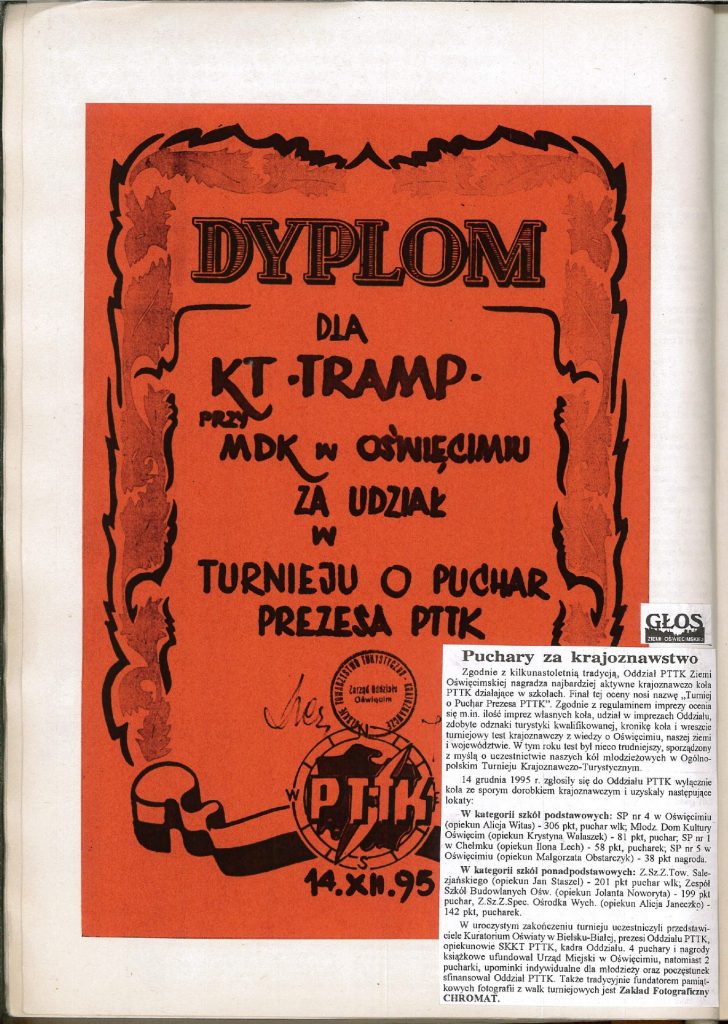 DYPLOM
DLA
KT ·TRAMP·
PRZY
MDK W OŚWIĘCIMIU
ZA UDZIAŁ
W
TURNIEJU O PUCHAR
PREZESA PTTK
Zarząd Oddziału
Oświęcim
W
PTTK
S
14.XII.95
GŁOS
ZIEMI OŚWIĘCIMSKIEJ
Puchary za krajoznawstwo
Zgodnie z kilkunastoletnią tradycją, Oddział PTTK Ziemi
Oświęcimskiej nagradza najbardziej aktywne krajoznawczo koła
PTTK działające w szkołach. Finał tej oceny nosi nazwę „Turniej
o Puchar Prezesa PTTK". Zgodnie z regulaminem imprezy ocenia
się m.in. ilość imprez własnych koła, udział w imprezach Oddziału,
zdobyte odznaki turystyki kwalifikowanej, kronikę koła i wreszcie
turniejowy test krajoznawczy z wiedzy o Oświęcimiu, naszej ziemi
i województwie. W tym roku test był nieco trudniejszy, sporządzony
z myślą o uczestnictwie naszych kół młodzieżowych w Ogólno-
polskim Turnieju Krajoznawczo-Turystycznym.
14 grudnia 1995 r. zgłosiły się do Oddziału PTTK wyłącznie
koła ze sporym dorobkiem krajoznawczym i uzyskały następujące
lokaty:
W kategorii szkół podstawowych: SP nr 4 w Oświęcimiu
(opiekun Alicja Witas) - 306 pkt, puchar wlk; Młodz. Dom Kultury
Oświęcim (opiekun Krystyna Walaszek) - 81 pkt, puchar; SP nr 1
w Chełmku (opiekun Ilona Lech) - 58 pkt, pucharek; SP nr 5 w
Oświęcimiu (opiekun Małgorzata Obstarczyk) - 38 pkt nagroda.
W kategorii szkół ponadpodstawowych: Z.Sz.Z.Tow. Sale-
zjańskiego (opiekun Jan Staszel) - 201 pkt puchar wlk; Zespół
Szkół Budowlanych Ośw. (opiekun Jolanta Noworyta) - 199 pkt
puchar, Z.Sz.Z.Spec. Ośrodka Wych. (opiekun Alicja Janeczko) -
142 pkt, pucharek.
W uroczystym zakończeniu turnieju uczestniczyli przedstawi-
ciele Kuratorium Oświaty w Bielsku-Białej, prezesi Oddziału PTTK,
opiekunowie SKKT PTTK, kadra Oddziału. 4 puchary i nagrody
książkowe ufundował Urząd Miejski w Oświęcimiu, natomiast 2
pucharki, upominki indywidualne dla młodzieży oraz poczęstunek
sfinansował Oddział PTTK. Także tradycyjnie fundatorem pamiąt-
kowych fotografii z walk turniejowych jest Zakład Fotograficzny
CHROMAT.